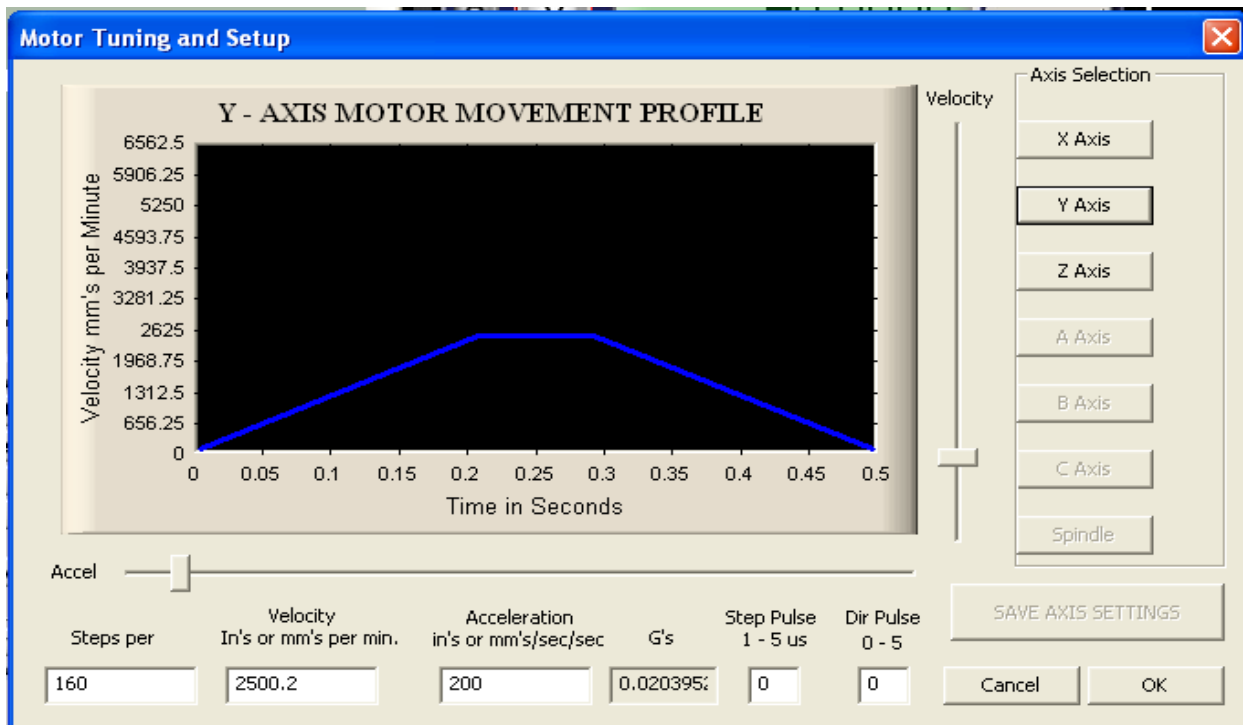 Motor Tuning and Setup
Axis Selection
Y - AXIS MOTOR MOVEMENT PROFILE
Velocity
Velocity mm's per Minute
6562.5
5906.25
5250
4593.75
3937.5
3281.25
2625
1968.75
1312.5
656.25
0
0 0.05 0.1 0.15 0.2 0.25 0.3 0.35 0.4 0.45 0.5
Time in Seconds
X Axis
Y Axis
Z Axis
A Axis
B Axis
C Axis
Spindle
Accel
SAVE AXIS SETTINGS
Steps per
Velocity
In's or mm's per min.
Acceleration
in's or mm's/sec/sec
G's
Step Pulse
1 - 5 us
Dir Pulse
0 - 5
160 2500.2 200 0.020395 0 0
Cancel OK